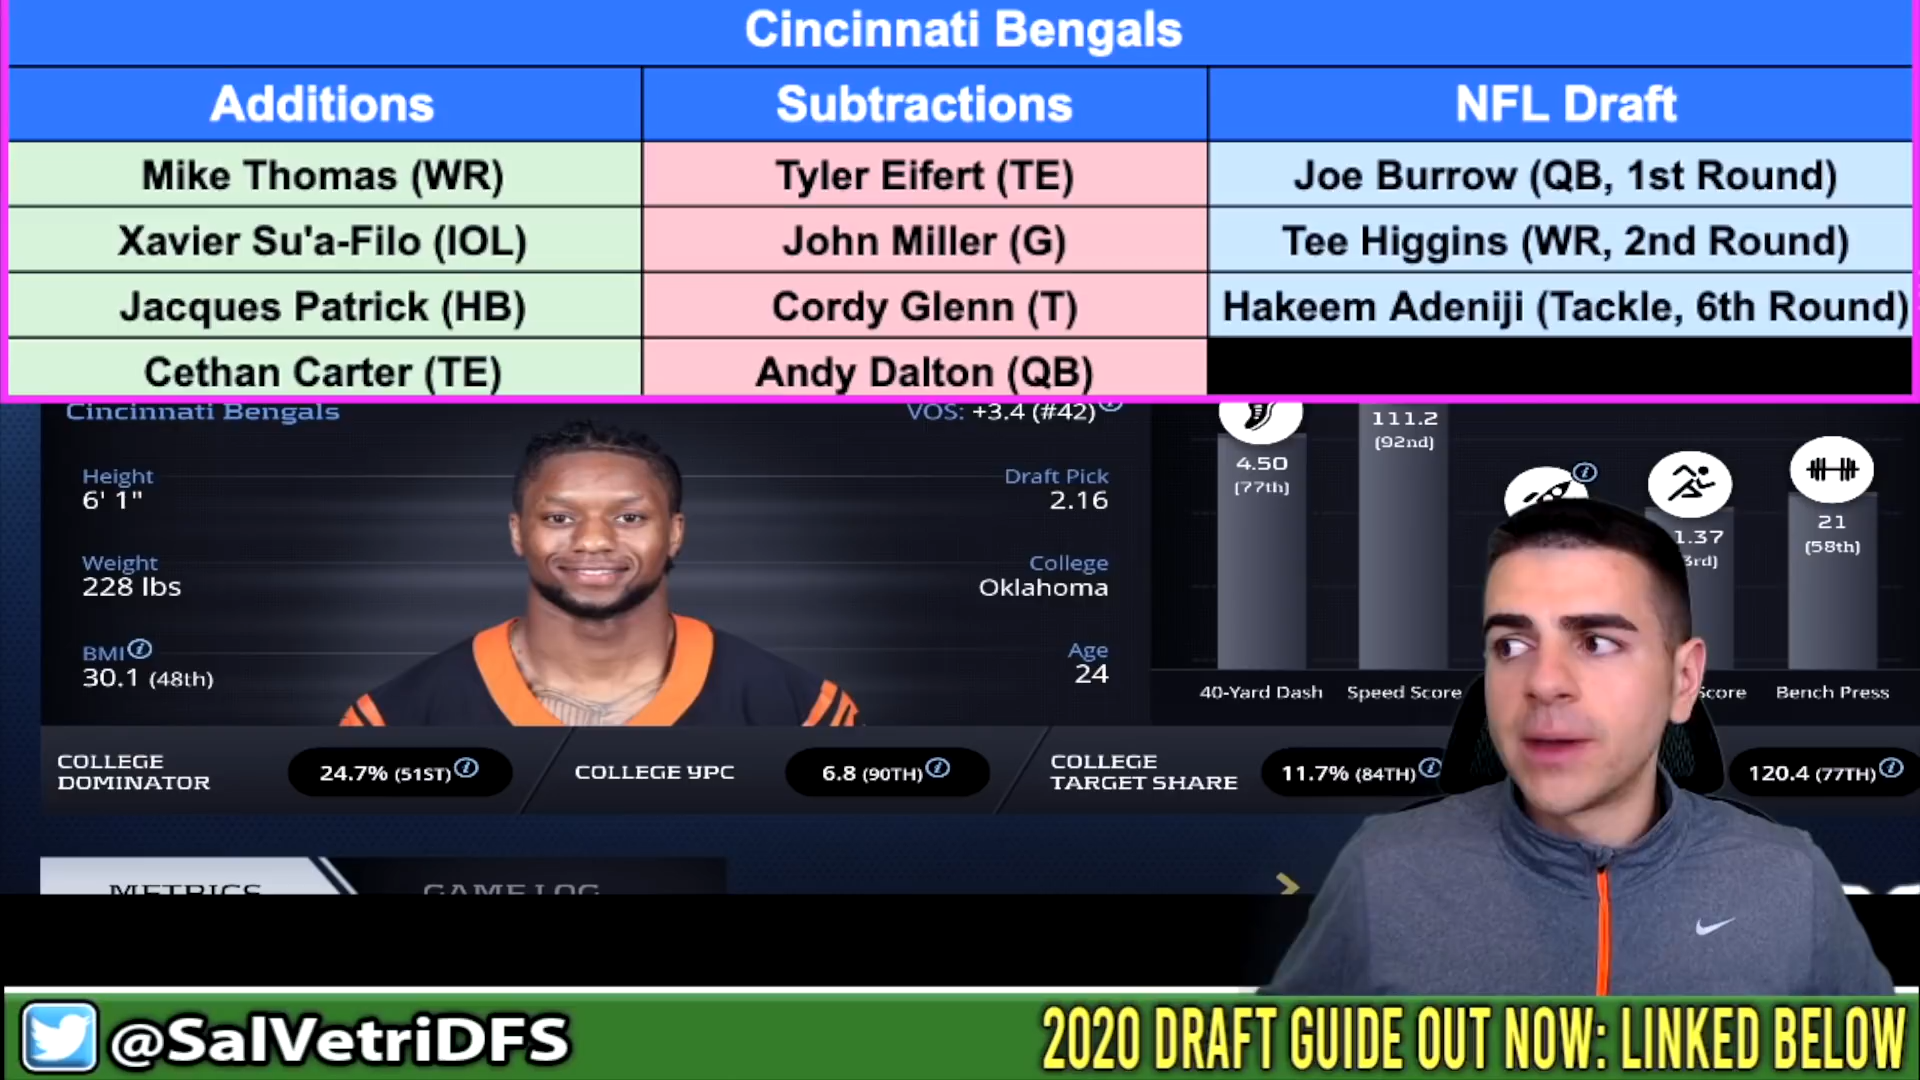 Cincinnati Bengals
Additions Subtractions NFL Draft
Mike Thomas (WR) Tyler Eifert (TE) Joe Burrow (QB, 1st Round)
Xavier Su'a-Filo (IOL) John Miller (G) Tee Higgins (WR, 2nd Round)
Jacques Patrick (HB) Cordy Glenn (T) Hakeem Adeniji (Tackle, 6th Round)
Cethan Carter (TE) Andy Dalton (QB)
Cincinnati Bengals VOS: +3.4 (#42)
Height
6' 1"
Weight
228 lbs
BMI
30.1 (48th)
Draft Pick
2.16
College
Oklahoma
Age
24
4.50
(77th)
111.2
(92nd)
1.37
3rd)
21
(58th)
40-Yard Dash Speed Score Score Bench Press
COLLEGE
DOMINATOR
24.7% (51ST)
COLLEGE YPC
6.8 (90TH)
COLLEGE
TARGET SHARE
11.7% (84TH)
120.4 (77TH)
METRICS GAME LOG
@SalVetriDFS
2020 DRAFT GUIDE OUT NOW: LINKED BELOW